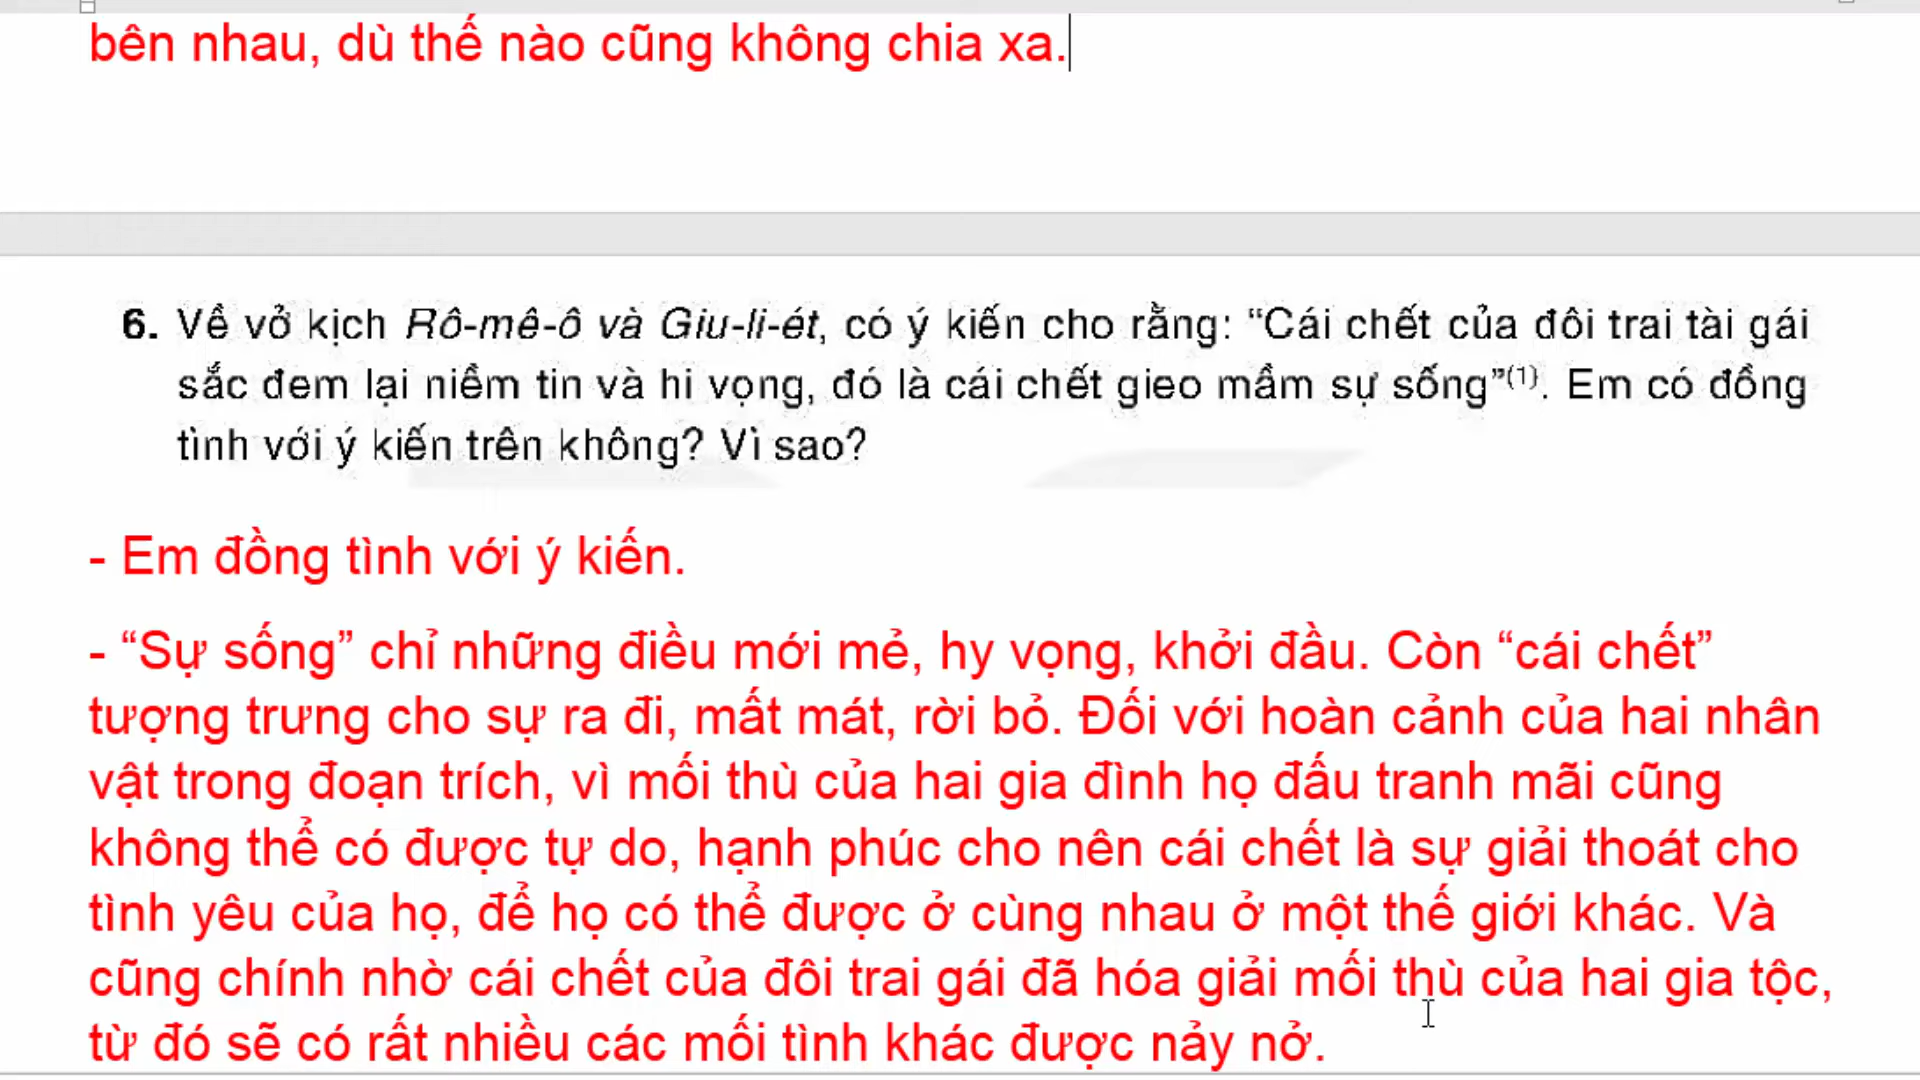 bên nhau, dù thế nào cũng không chia xa.
6. Về vở kịch Rô-mê-ô và Giu-li-ét, có ý kiến cho rằng: “Cái chết của đôi trai tài gái
sắc đem lại niềm tin và hi vọng, đó là cái chết gieo mầm sự sống”(1). Em có đồng
tình với ý kiến trên không? Vì sao?
- Em đồng tình với ý kiến.
- “Sự sống” chỉ những điều mới mẻ, hy vọng, khởi đầu. Còn “cái chết”
tượng trưng cho sự ra đi, mất mát, rời bỏ. Đối với hoàn cảnh của hai nhân
vật trong đoạn trích, vì mối thù của hai gia đình họ đấu tranh mãi cũng
không thể có được tự do, hạnh phúc cho nên cái chết là sự giải thoát cho
tình yêu của họ, để họ có thể được ở cùng nhau ở một thế giới khác. Và
cũng chính nhờ cái chết của đôi trai gái đã hóa giải mối thù của hai gia tộc,
từ đó sẽ có rất nhiều các mối tình khác được nảy nở.